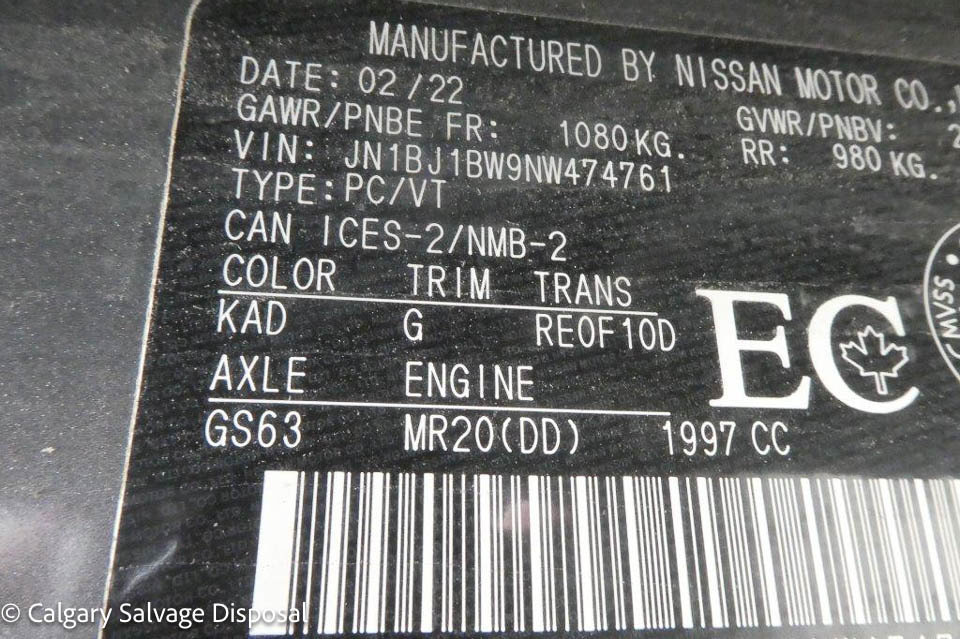 MANUFACTURED BY NISSAN MOTOR CO.,
DATE: 02/22 GVWR/PNBV: 2
GAWR/PNBE FR: 1080KG. RR: 980 KG.
VIN: JN1BJ1BW9NW474761
TYPE:PC/VT
CAN ICES-2/NMB-2
COLOR TRIM TRANS
KAD G RE0F10D
AXLE ENGINE
GS63 MR20(DD) 1997 CC
EC
CMVSS
© Calgary Salvage Disposal